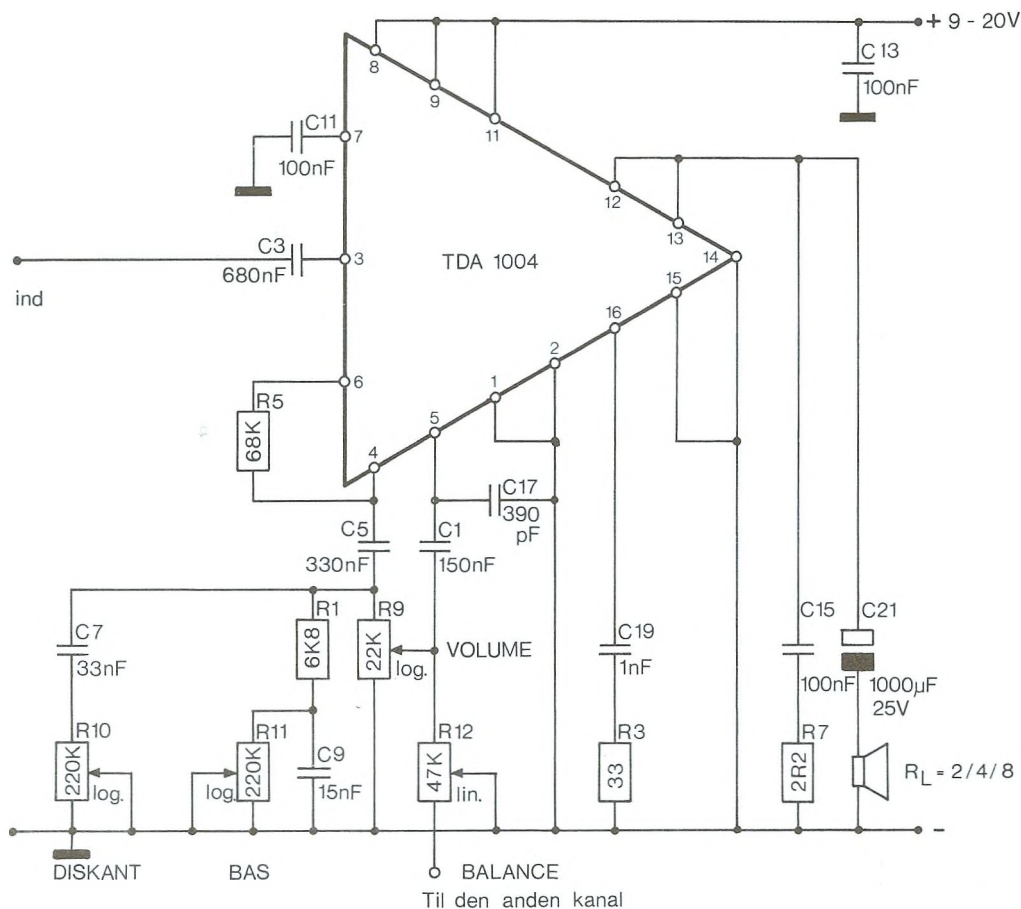 + 9 - 20V
C13
100nF
8
9
11
C11
100nF
7
12
13
C3
680nF
3
TDA 1004
14
ind
15
16
2
6
1
R5
68K
5
4
C17
390
pF
C5
330nF
C1
150nF
R1
6K8
R9
22K
log.
VOLUME
C7
33nF
C19
1nF
C15
100nF
C21
1000µF
25V
R10
220K
log.
R11
220K
log.
C9
15nF
R12
47K
lin.
R3
33
R7
2R2
RL = 2/4/8
-
DISKANT
BAS
BALANCE
Til den anden kanal